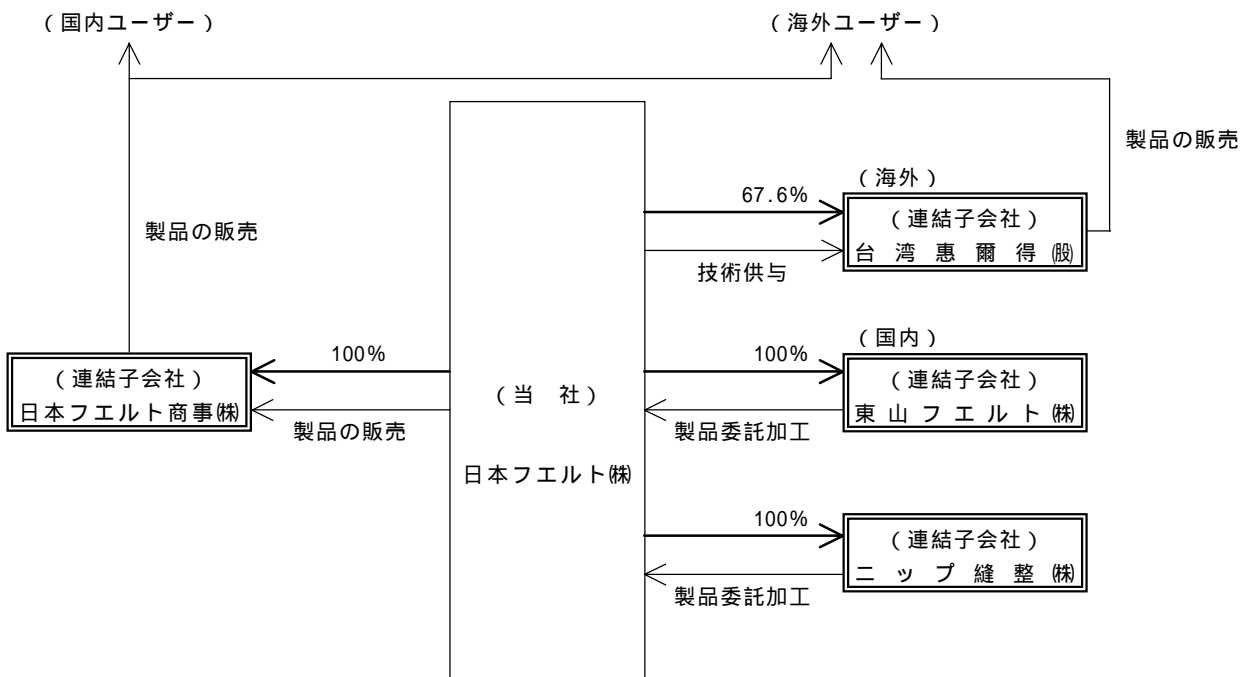 （国内ユーザー）
（海外ユーザー）
製品の販売
（海外）
67.6%
（連結子会社）
台湾惠爾得㈿
製品の販売
技術供与
（国内）
100%
100%
（連結子会社）
日本フエルト商事㈱
（当　社）
（連結子会社）
東山フエルト㈱
製品の販売
製品委託加工
日本フエルト㈱
100%
（連結子会社）
ニップ縫整㈱
製品委託加工